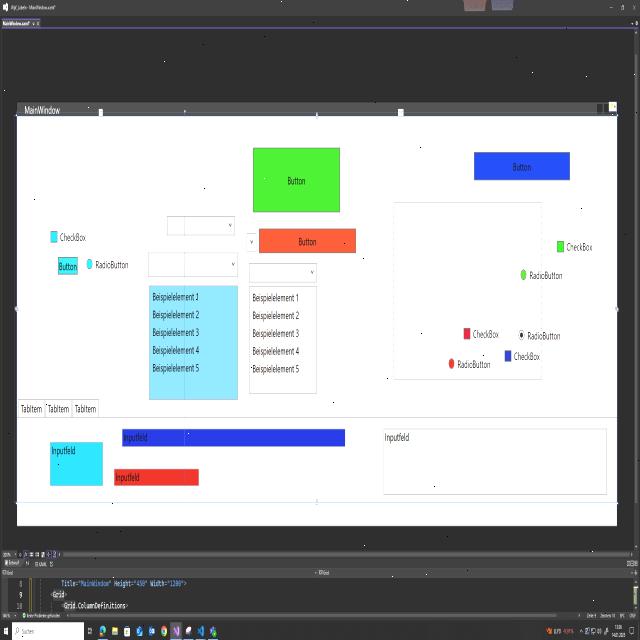 MainWindow.xaml*
MainWindow
Button
Button
CheckBox
Button
CheckBox
Button
RadioButton
RadioButton
Beispielelement 1
Beispielelement 2
Beispielelement 3
Beispielelement 4
Beispielelement 5
Beispielelement 1
Beispielelement 2
Beispielelement 3
Beispielelement 4
Beispielelement 5
CheckBox
RadioButton
CheckBox
RadioButton
TabItem TabItem TabItem
Inputfeld
Inputfeld
Inputfeld
Inputfeld
8 Title="MainWindow" Height="450" Width="1200">
9 <Grid>
10 <Grid.ColumnDefinitions>
Suchen